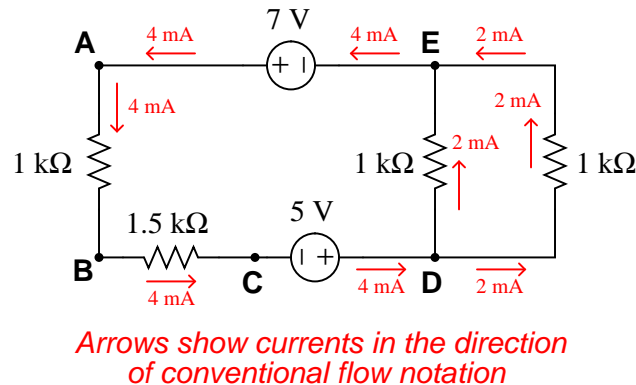 7 V
A
4 mA
4 mA
E
2 mA
+
4 mA
2 mA
2 mA
1 kΩ
1 kΩ
1 kΩ
1.5 kΩ
5 V
+
B
C
D
4 mA
4 mA
2 mA
Arrows show currents in the direction
of conventional flow notation